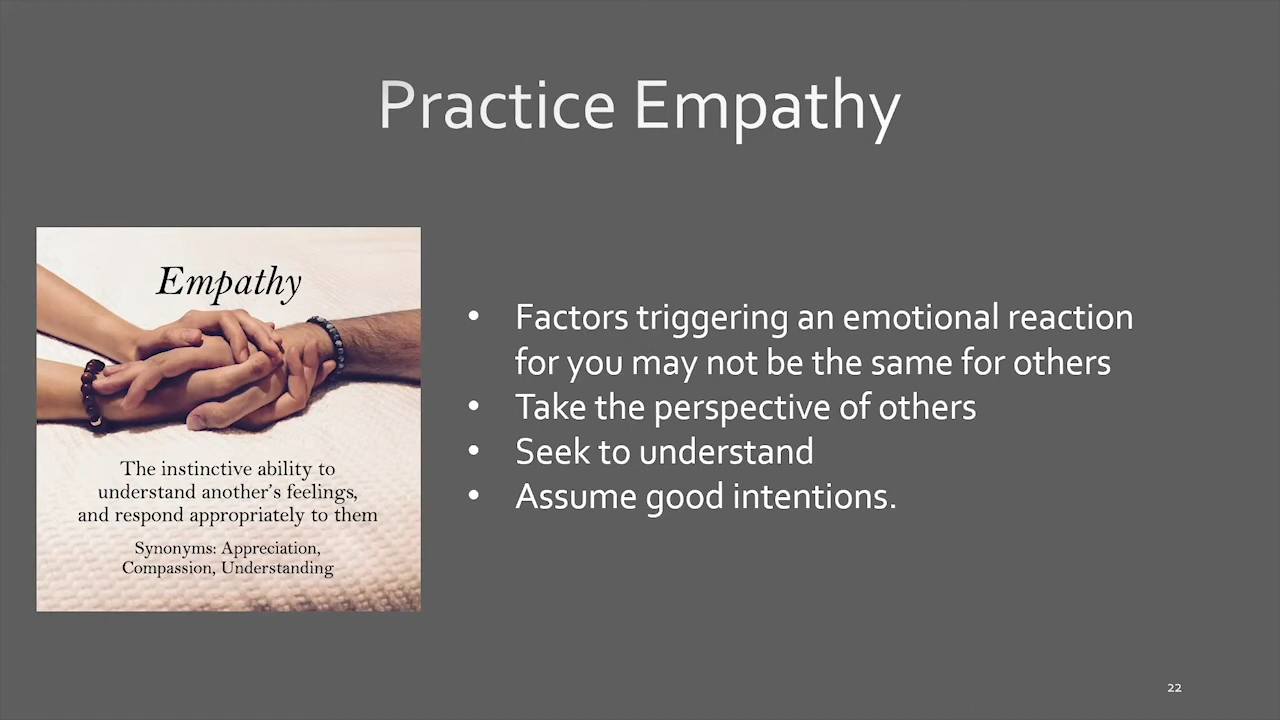 Practice Empathy
Empathy
The instinctive ability to
understand another's feelings,
and respond appropriately to them
Synonyms: Appreciation,
Compassion, Understanding
• Factors triggering an emotional reaction
for you may not be the same for others
• Take the perspective of others
• Seek to understand
• Assume good intentions.
22